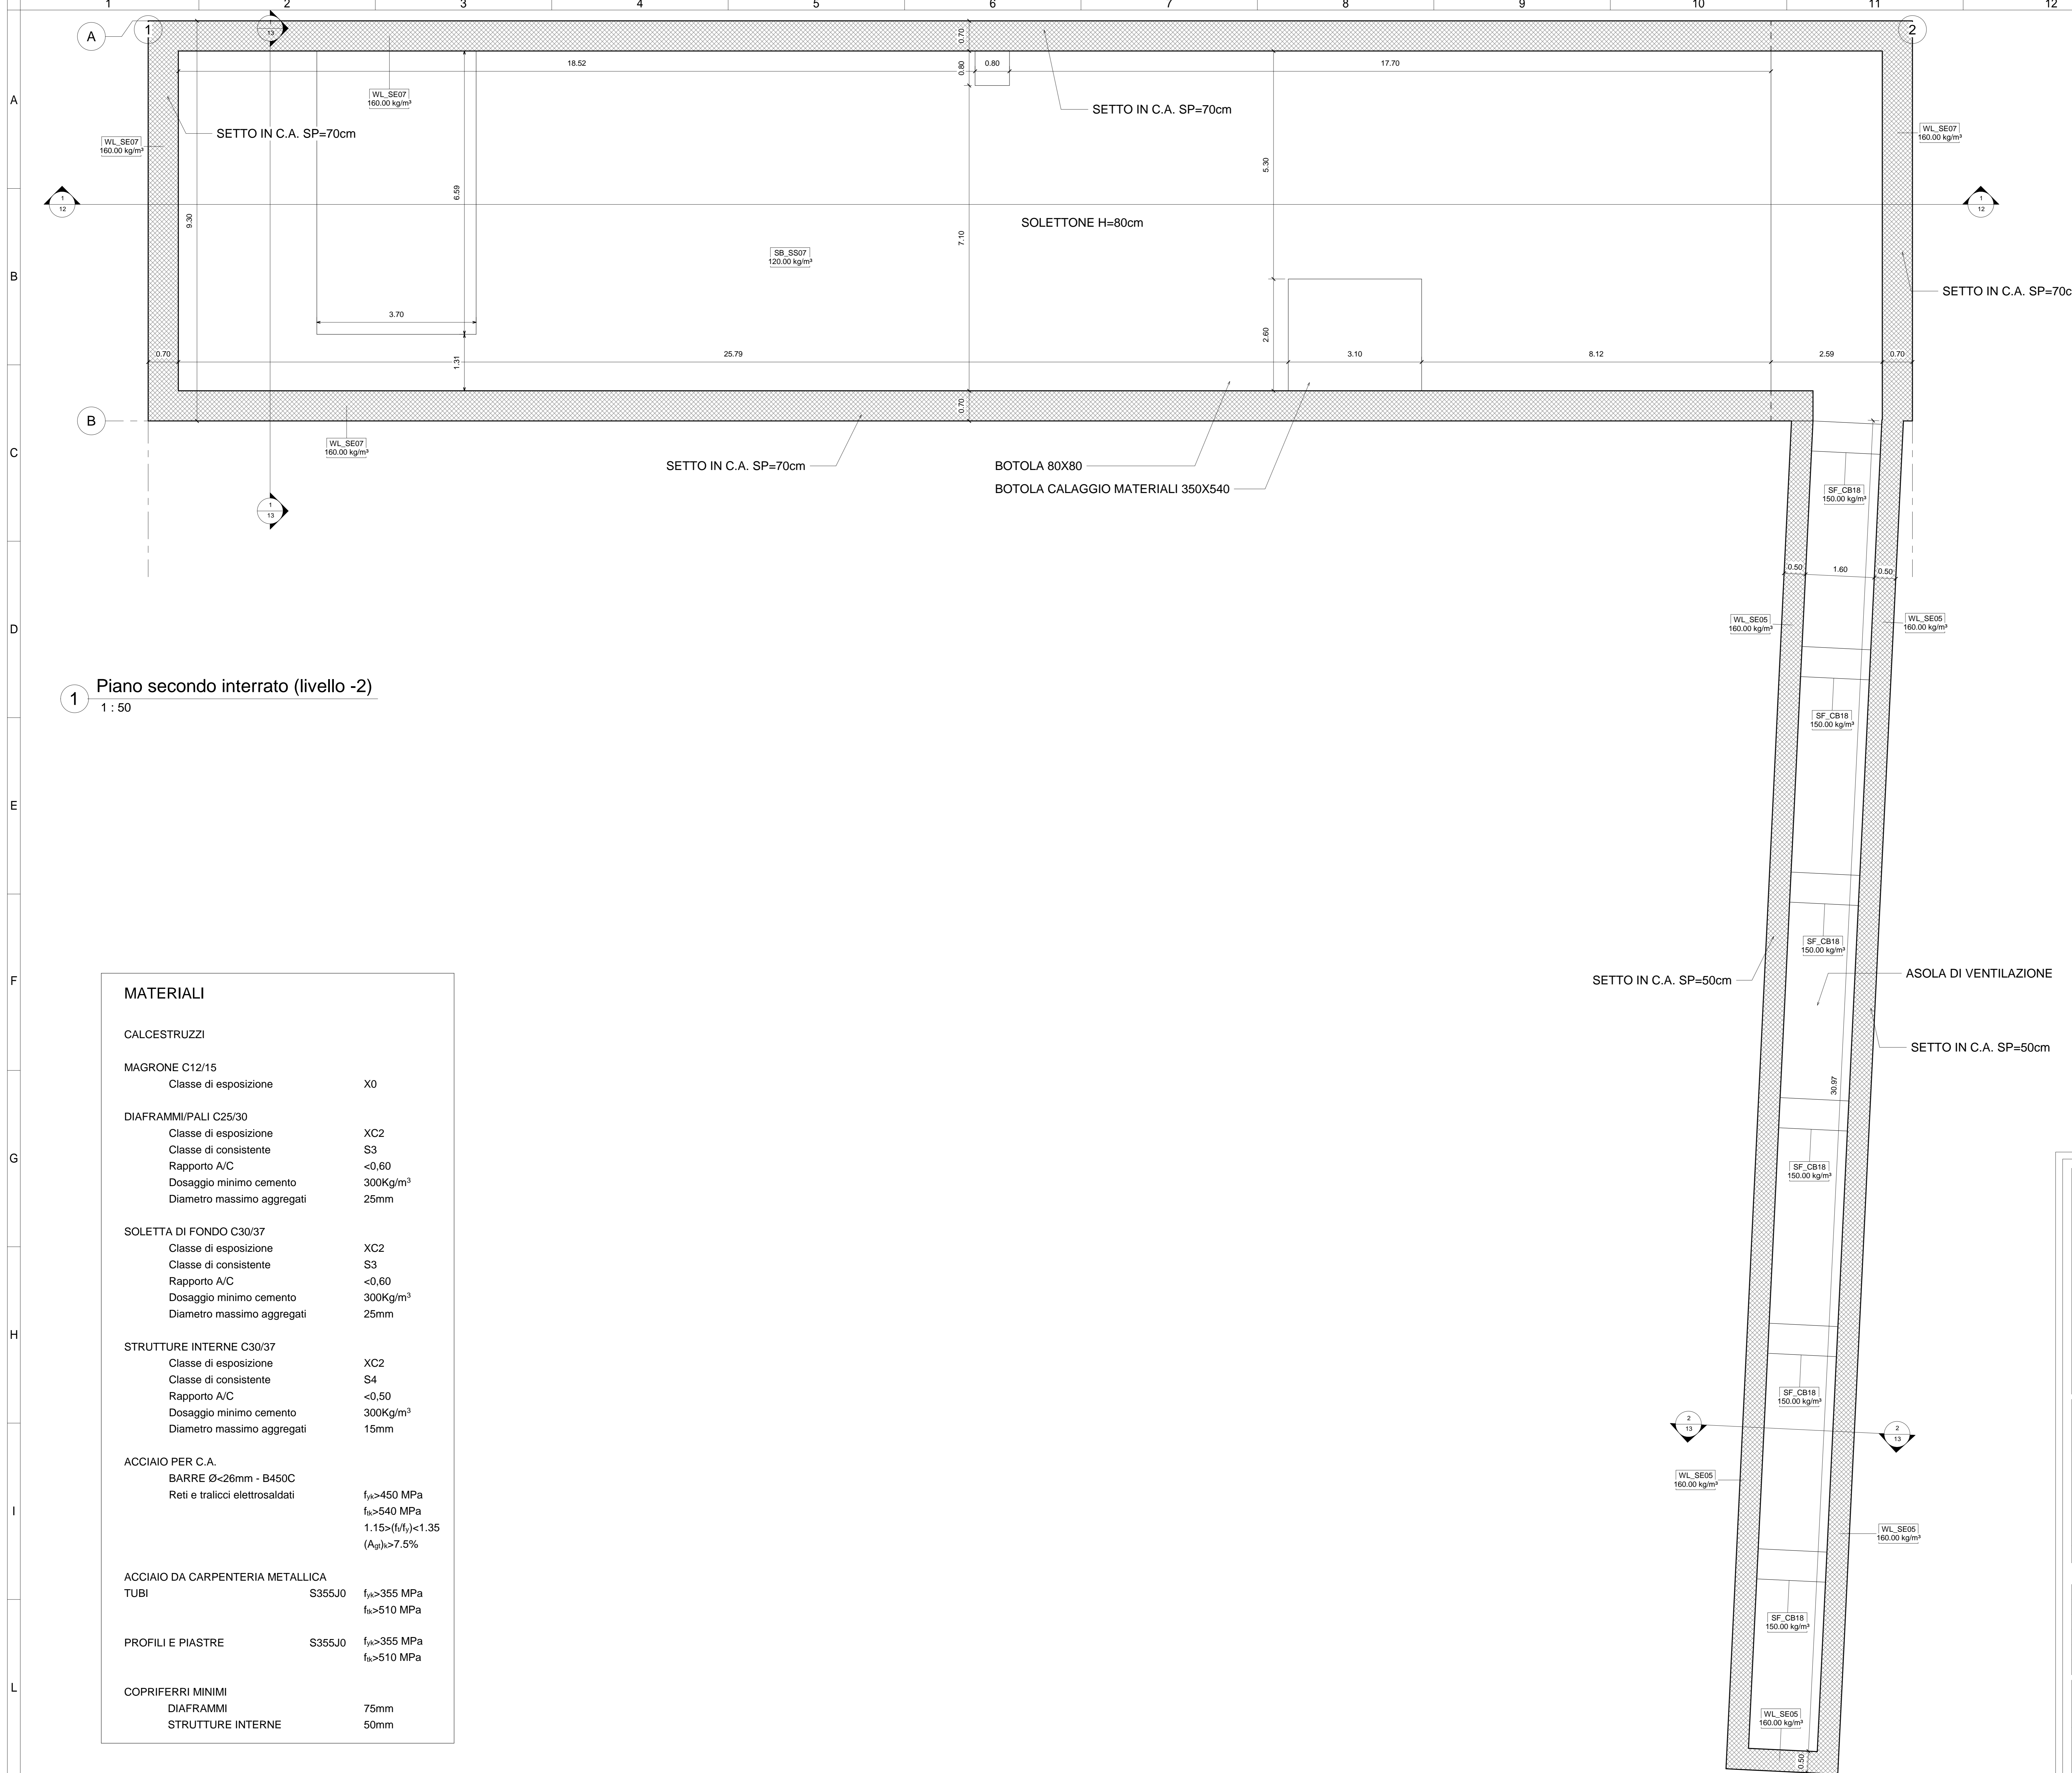 1 2 3 4 5 6 7 8 9 10 11 12
A
B
C
D
E
F
G
H
I
L
A
1
1
13
2
0.70
18.52
0.80
0.80
17.70
WL_SE07
160.00 kg/m³
SETTO IN C.A. SP=70cm
SETTO IN C.A. SP=70cm
WL_SE07
160.00 kg/m³
WL_SE07
160.00 kg/m³
5.30
6.59
1
12
1
12
9.30
SOLETTONE H=80cm
7.10
SB_SS07
120.00 kg/m³
SETTO IN C.A. SP=70c
3.70
2.60
0.70
1.31
25.79
3.10
8.12
2.59
0.70
0.70
B
WL_SE07
160.00 kg/m³
SETTO IN C.A. SP=70cm
BOTOLA 80X80
BOTOLA CALAGGIO MATERIALI 350X540
SF_CB18
150.00 kg/m³
1
13
0.50
1.60
0.50
WL_SE05
160.00 kg/m³
WL_SE05
160.00 kg/m³
1
Piano secondo interrato (livello -2)
1 : 50
SF_CB18
150.00 kg/m³
SF_CB18
150.00 kg/m³
SETTO IN C.A. SP=50cm
ASOLA DI VENTILAZIONE
SETTO IN C.A. SP=50cm
30.97
SF_CB18
150.00 kg/m³
SF_CB18
150.00 kg/m³
2
13
2
13
WL_SE05
160.00 kg/m³
WL_SE05
160.00 kg/m³
SF_CB18
150.00 kg/m³
WL_SE05
160.00 kg/m³
0.50
MATERIALI
CALCESTRUZZI
MAGRONE C12/15
Classe di esposizione X0
DIAFRAMMI/PALI C25/30
Classe di esposizione XC2
Classe di consistente S3
Rapporto A/C <0,60
Dosaggio minimo cemento 300Kg/m³
Diametro massimo aggregati 25mm
SOLETTA DI FONDO C30/37
Classe di esposizione XC2
Classe di consistente S3
Rapporto A/C <0,60
Dosaggio minimo cemento 300Kg/m³
Diametro massimo aggregati 25mm
STRUTTURE INTERNE C30/37
Classe di esposizione XC2
Classe di consistente S4
Rapporto A/C <0,50
Dosaggio minimo cemento 300Kg/m³
Diametro massimo aggregati 15mm
ACCIAIO PER C.A.
BARRE Ø<26mm - B450C
Reti e tralicci elettrosaldati fyk>450 MPa
ftk>540 MPa
1.15>(ft/fy)<1.35
(Agt)k>7.5%
ACCIAIO DA CARPENTERIA METALLICA
TUBI S355J0 fyk>355 MPa
ftk>510 MPa
PROFILI E PIASTRE S355J0 fyk>355 MPa
ftk>510 MPa
COPRIFERRI MINIMI
DIAFRAMMI 75mm
STRUTTURE INTERNE 50mm